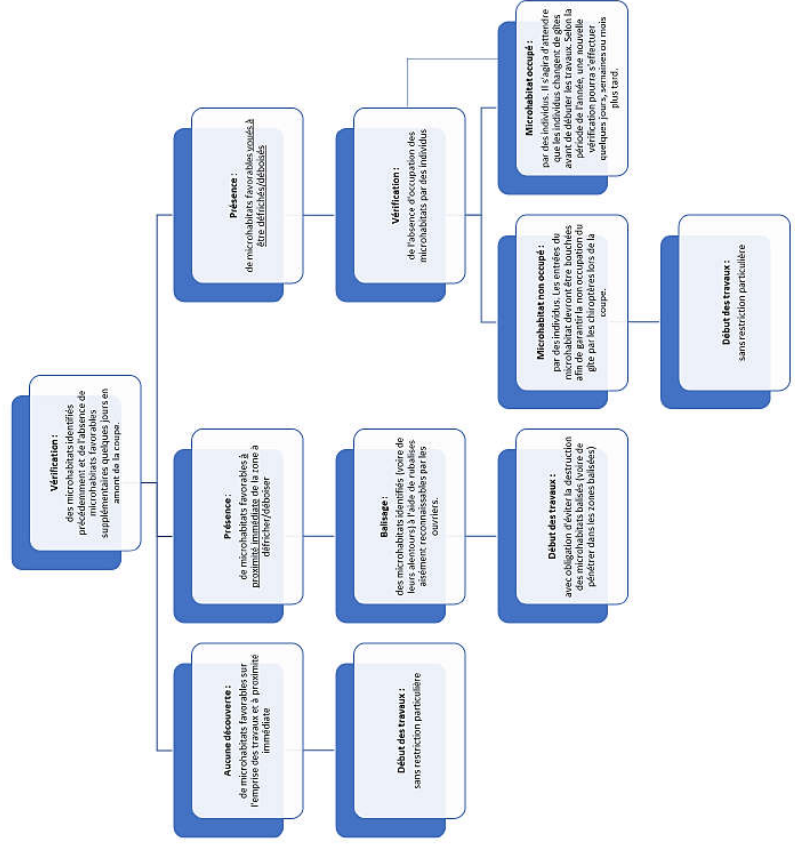 Vérification :
des microhabitats identifiés
précédemment et de l'absence de
microhabitats favorables
supplémentaires quelques jours en
amont de la coupe.
Aucune découverte :
de microhabitats favorables sur
l'emprise des travaux et à proximité
immédiate
Début des travaux :
sans restriction particulière
Présence :
de microhabitats favorables à
proximité immédiate de la zone à
défricher/déboiser
Balisage :
des microhabitats identifiés (voire de
leurs alentours) à l'aide de rubalises
aisément reconnaissables par les
ouvriers.
Début des travaux :
avec obligation d'éviter la destruction
des microhabitats balisés (voire de
pénétrer dans les zones balisées)
Présence :
de microhabitats favorables voués à
être défrichés/déboisés
Vérification :
de l'absence d'occupation des
microhabitats par des individus
Microhabitat non occupé :
par des individus. Les entrées du
microhabitat devront être bouchées
afin de garantir la non occupation du
gîte par les chiroptères lors de la
coupe.
Début des travaux :
sans restriction particulière
Microhabitat occupé :
par des individus. Il s'agira d'attendre
que les individus changent de gîtes
avant de débuter les travaux. Selon la
période de l'année, une nouvelle
vérification pourra s'effectuer
quelques jours, semaines ou mois
plus tard.